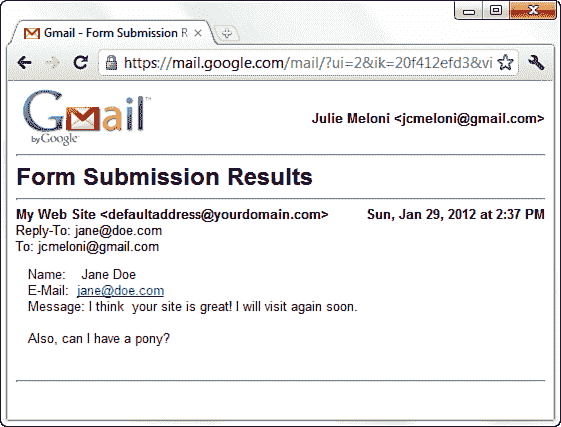 Gmail - Form Submission R
https://mail.google.com/mail/?ui=2&ik=20f412efd3&vi
Gmail™
by Google™
Julie Meloni <jcmeloni@gmail.com>
Form Submission Results
My Web Site <defaultaddress@yourdomain.com> Sun, Jan 29, 2012 at 2:37 PM
Reply-To: jane@doe.com
To: jcmeloni@gmail.com
Name: Jane Doe
E-Mail: jane@doe.com
Message: I think your site is great! I will visit again soon.
Also, can I have a pony?